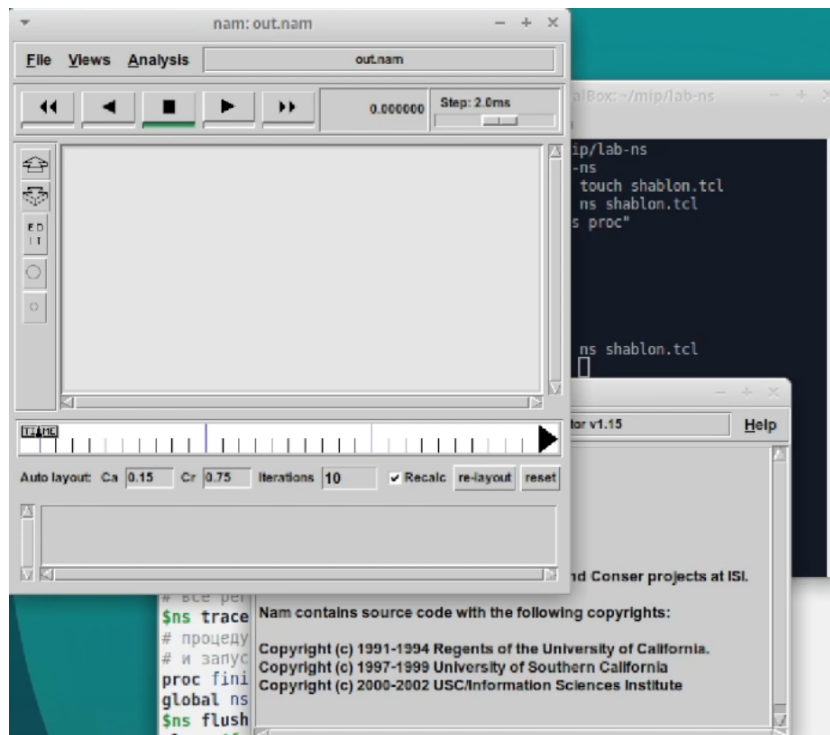 nam: out.nam
File Views Analysis out.nam
0.000000 Step: 2.0ms
E D
I T
TIME
Auto layout: Ca 0.15 Cr 0.75 Iterations 10 Recalc re-layout reset
alBox: ~/mip/lab-ns
ip/lab-ns
-ns
touch shablon.tcl
ns shablon.tcl
s proc"
ns shablon.tcl
tor v1.15 Help
nd Conser projects at ISI.
Nam contains source code with the following copyrights:
Copyright (c) 1991-1994 Regents of the University of California.
Copyright (c) 1997-1999 University of Southern California
Copyright (c) 2000-2002 USC/Information Sciences Institute
# все рег
$ns trace
# процеду
# и запус
proc fini
global ns
$ns flush